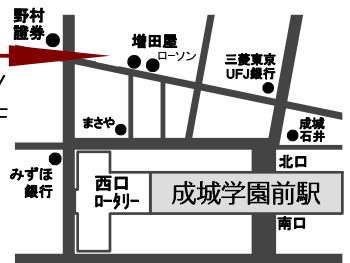 野村
證券
増田屋
ローソン
三菱東京
UFJ銀行
まさや
成城
石井
みずほ
銀行
西口
ロータリー
北口
成城学園前駅
南口